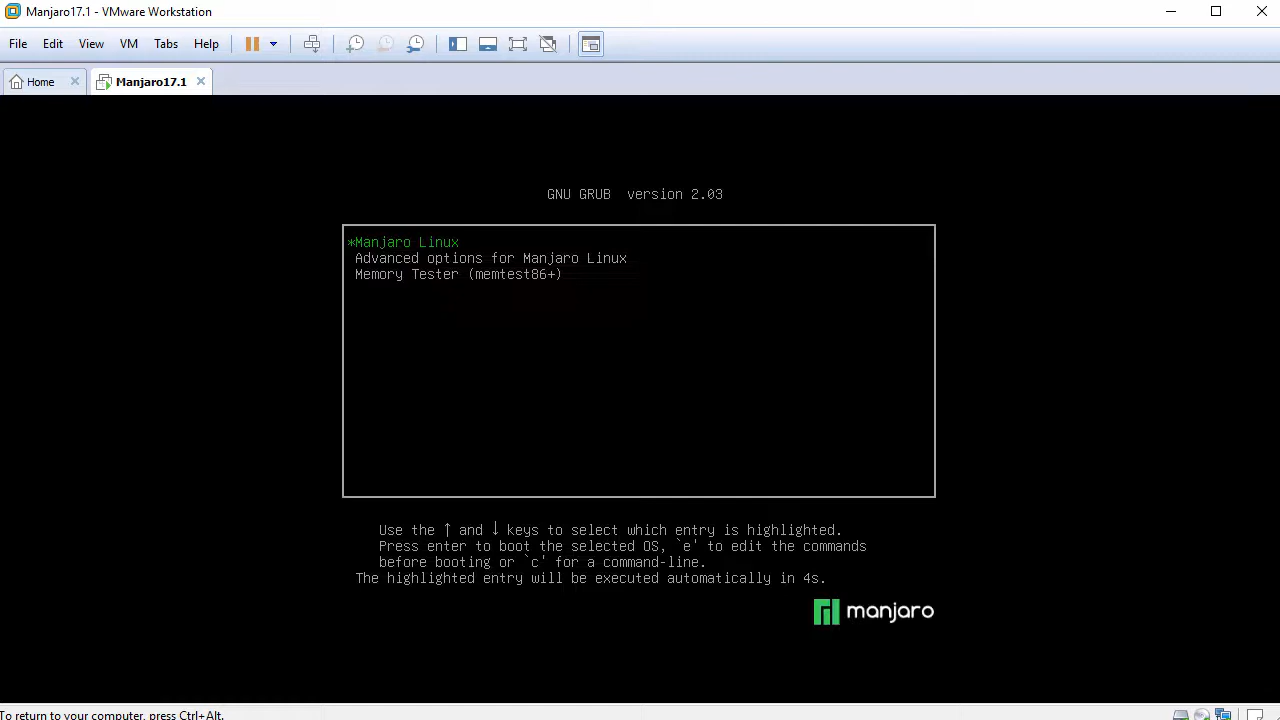 Manjaro17.1 - VMware Workstation
File Edit View VM Tabs Help
Home Manjaro17.1
GNU GRUB version 2.03
*Manjaro Linux
Advanced options for Manjaro Linux
Memory Tester (memtest86+)
Use the ↑ and ↓ keys to select which entry is highlighted.
Press enter to boot the selected OS, `e' to edit the commands
before booting or `c' for a command-line.
The highlighted entry will be executed automatically in 4s.
manjaro
To return to your computer, press Ctrl+Alt.